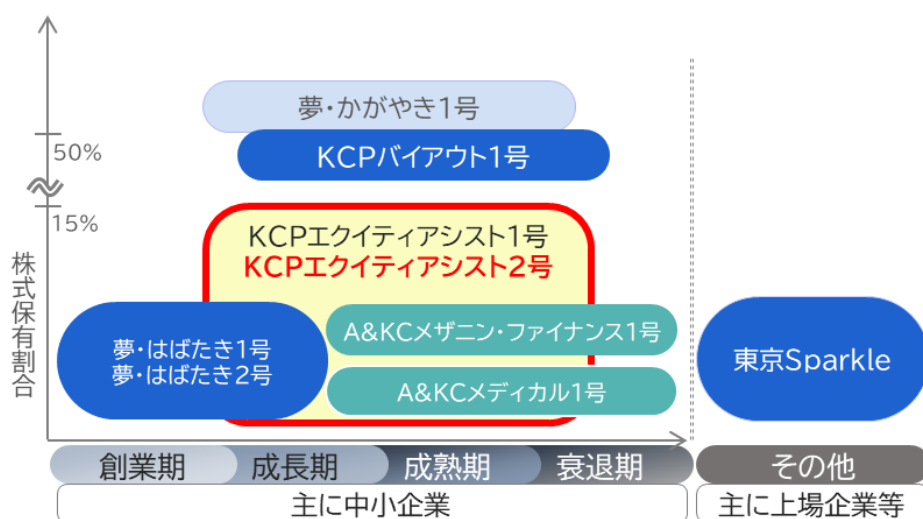 夢・かがやき1号
50%
KCPバイアウト1号
15%
KCPエクイティアシスト1号
KCPエクイティアシスト2号
株式保有割合
夢・はばたき1号
夢・はばたき2号
A&KCメザニン・ファイナンス1号
A&KCメディカル1号
東京Sparkle
創業期
成長期
成熟期
衰退期
その他
主に中小企業
主に上場企業等